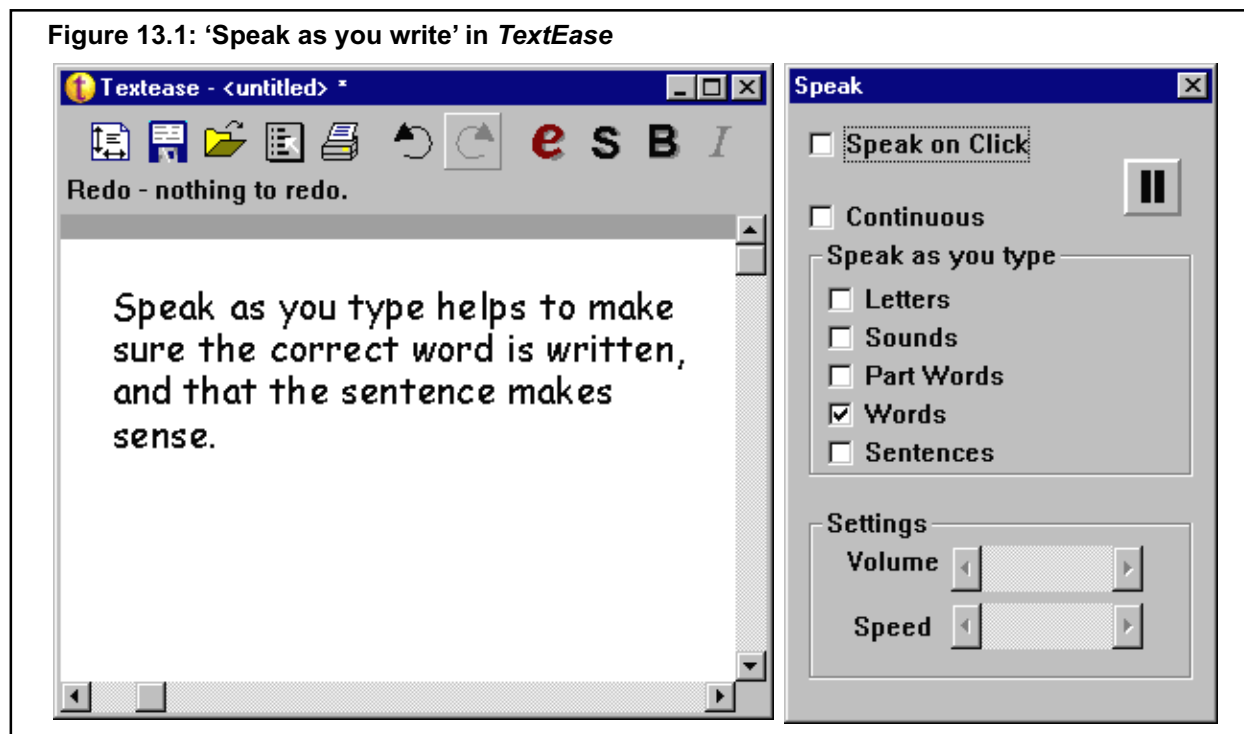 Figure 13.1: ‘Speak as you write’ in TextEase
Textease - <untitled> *
e S B I
Redo - nothing to redo.
Speak as you type helps to make
sure the correct word is written,
and that the sentence makes
sense.
Speak
Speak on Click
Continuous
Speak as you type
Letters
Sounds
Part Words
Words
Sentences
Settings
Volume
Speed